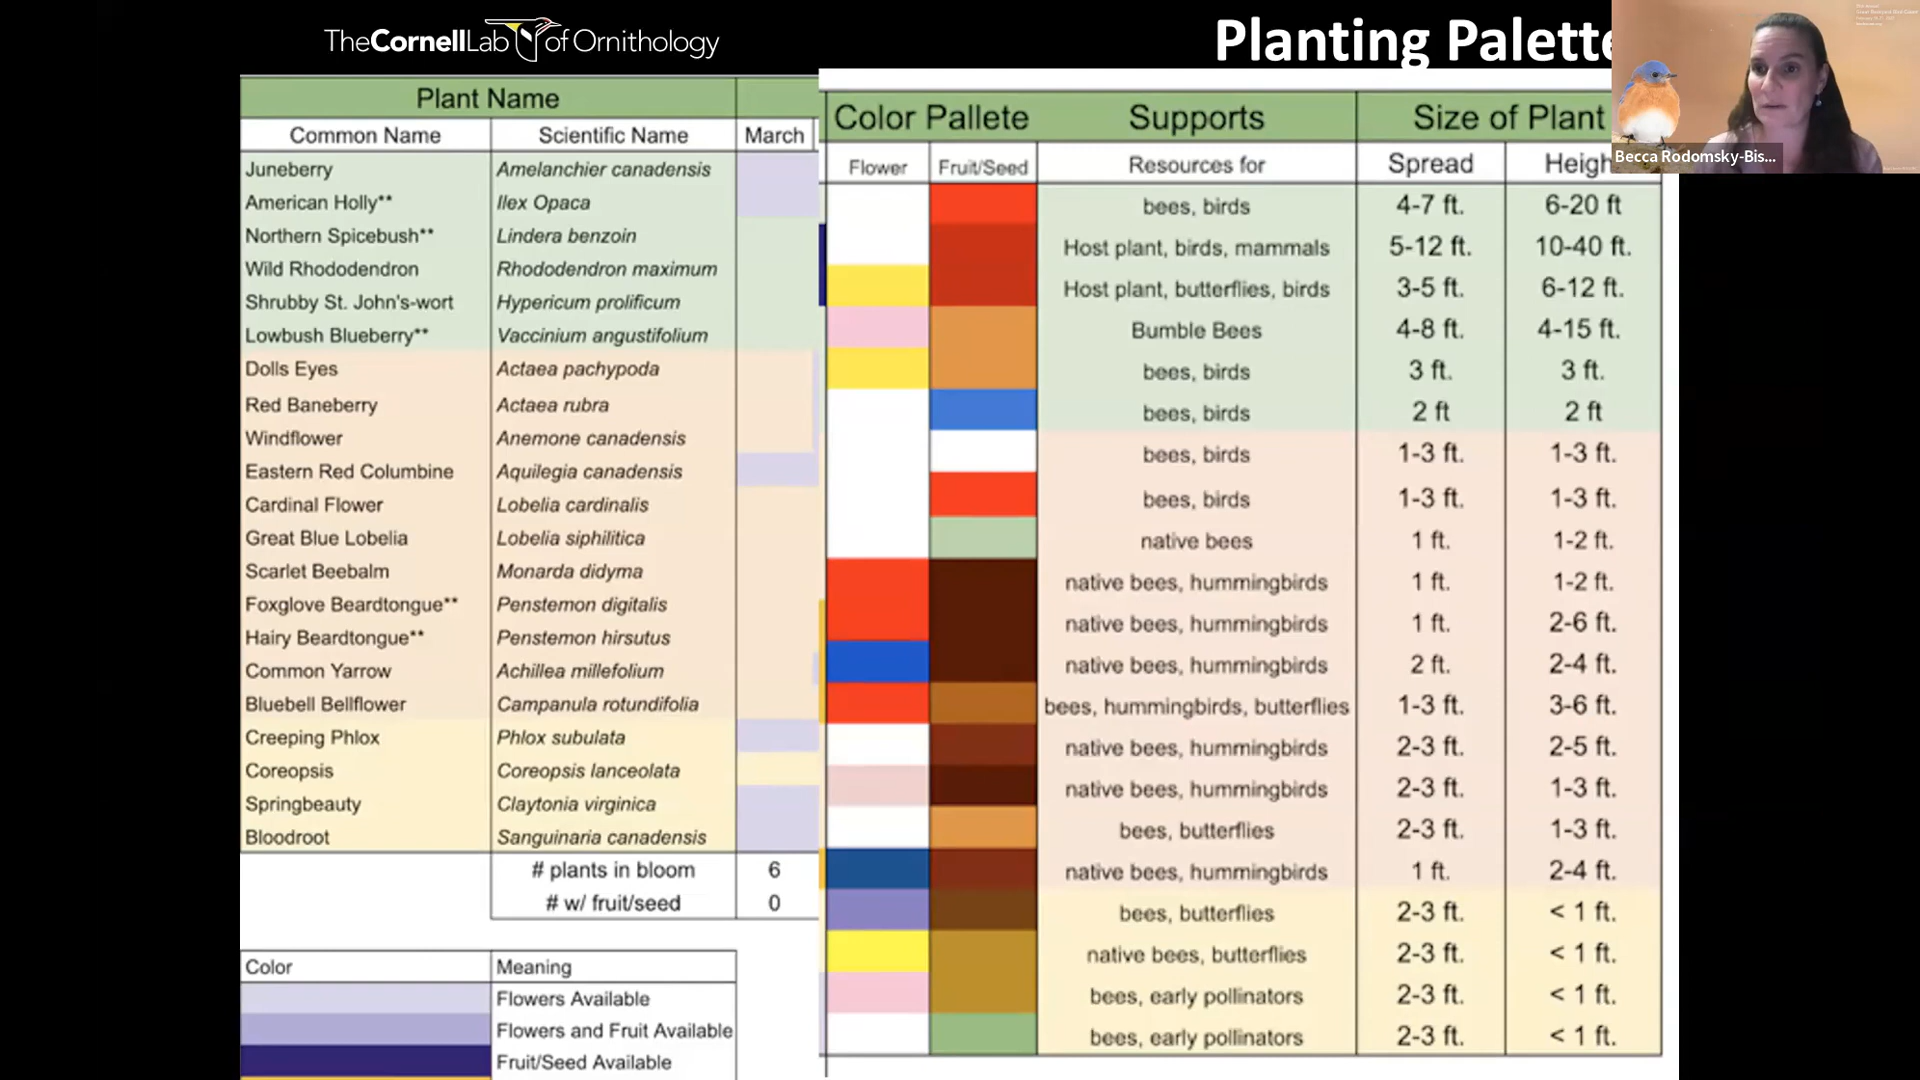 TheCornellLab of Ornithology
Planting Palette
Becca Rodomsky-Bis...
Plant Name
Common Name Scientific Name March
Juneberry Amelanchier canadensis
American Holly** Ilex Opaca
Northern Spicebush** Lindera benzoin
Wild Rhododendron Rhododendron maximum
Shrubby St. John's-wort Hypericum prolificum
Lowbush Blueberry** Vaccinium angustifolium
Dolls Eyes Actaea pachypoda
Red Baneberry Actaea rubra
Windflower Anemone canadensis
Eastern Red Columbine Aquilegia canadensis
Cardinal Flower Lobelia cardinalis
Great Blue Lobelia Lobelia siphilitica
Scarlet Beebalm Monarda didyma
Foxglove Beardtongue** Penstemon digitalis
Hairy Beardtongue** Penstemon hirsutus
Common Yarrow Achillea millefolium
Bluebell Bellflower Campanula rotundifolia
Creeping Phlox Phlox subulata
Coreopsis Coreopsis lanceolata
Springbeauty Claytonia virginica
Bloodroot Sanguinaria canadensis
# plants in bloom 6
# w/ fruit/seed 0
Color Meaning
Flowers Available
Flowers and Fruit Available
Fruit/Seed Available
Color Pallete Supports Size of Plant
Flower Fruit/Seed Resources for Spread Heigh
bees, birds 4-7 ft. 6-20 ft
Host plant, birds, mammals 5-12 ft. 10-40 ft.
Host plant, butterflies, birds 3-5 ft. 6-12 ft.
Bumble Bees 4-8 ft. 4-15 ft.
bees, birds 3 ft. 3 ft.
bees, birds 2 ft 2 ft
bees, birds 1-3 ft. 1-3 ft.
bees, birds 1-3 ft. 1-3 ft.
native bees 1 ft. 1-2 ft.
native bees, hummingbirds 1 ft. 1-2 ft.
native bees, hummingbirds 1 ft. 2-6 ft.
native bees, hummingbirds 2 ft. 2-4 ft.
bees, hummingbirds, butterflies 1-3 ft. 3-6 ft.
native bees, hummingbirds 2-3 ft. 2-5 ft.
native bees, hummingbirds 2-3 ft. 1-3 ft.
bees, butterflies 2-3 ft. 1-3 ft.
native bees, hummingbirds 1 ft. 2-4 ft.
bees, butterflies 2-3 ft. < 1 ft.
native bees, butterflies 2-3 ft. < 1 ft.
bees, early pollinators 2-3 ft. < 1 ft.
bees, early pollinators 2-3 ft. < 1 ft.